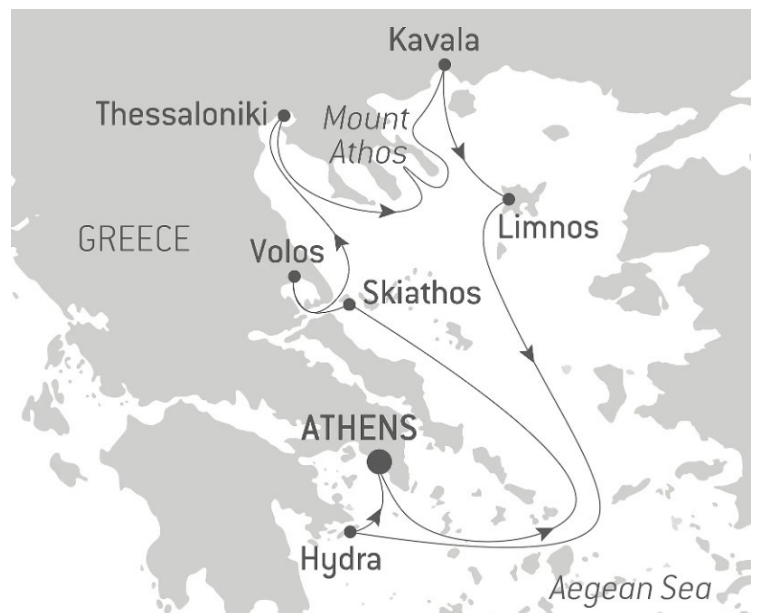 Kavala
Thessaloniki
Mount
Athos
Limnos
GREECE
Volos
Skiathos
ATHENS
Hydra
Aegean Sea